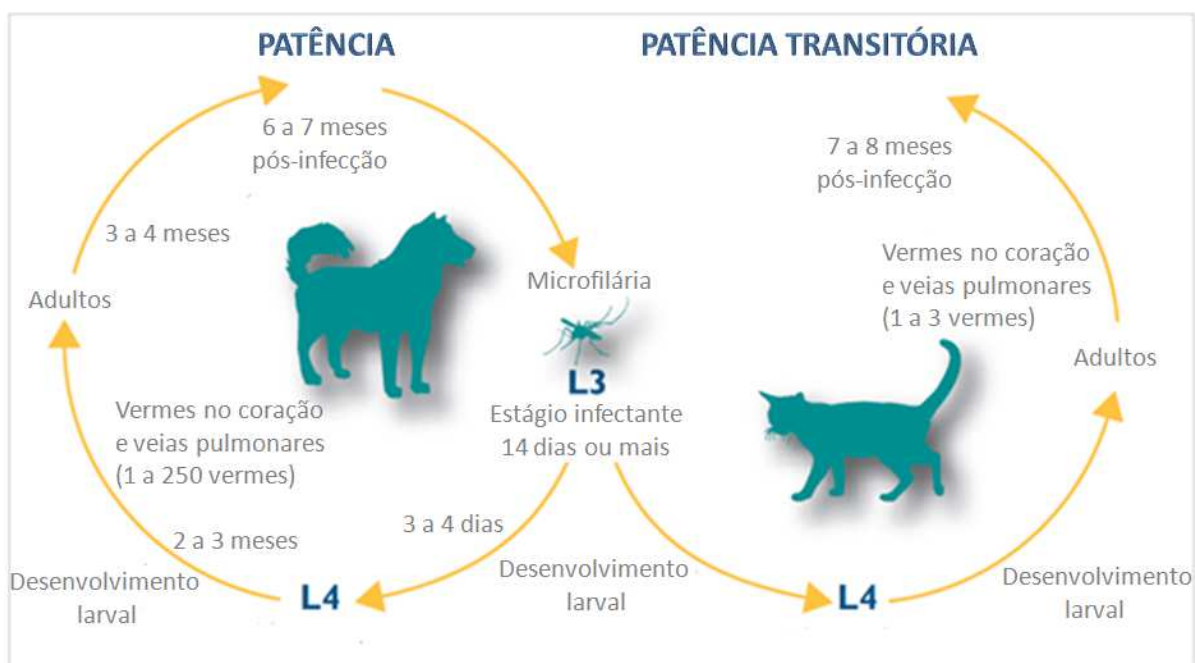 PATÊNCIA
PATÊNCIA TRANSITÓRIA
6 a 7 meses
pós-infecção
3 a 4 meses
Adultos
Vermes no coração
e veias pulmonares
(1 a 250 vermes)
2 a 3 meses
Desenvolvimento
larval
L4
3 a 4 dias
Microfilária
L3
Estágio infectante
14 dias ou mais
Desenvolvimento
larval
L4
7 a 8 meses
pós-infecção
Vermes no coração
e veias pulmonares
(1 a 3 vermes)
Adultos
Desenvolvimento
larval